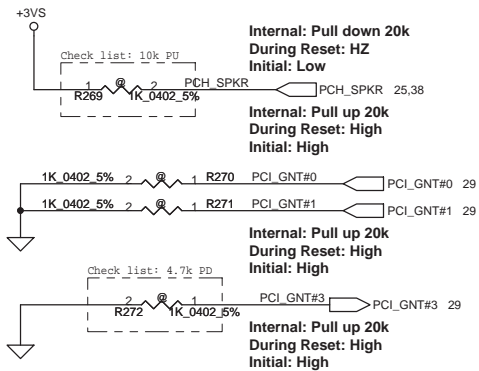 +3VS
Internal: Pull down 20k
During Reset: HZ
Initial: Low
Check list: 10k PU
1 @ 2 PCH_SPKR
R269 1K_0402_5%
PCH_SPKR 25,38
Internal: Pull up 20k
During Reset: High
Initial: High
1K_0402_5% 2 @ 1 R270 PCI_GNT#0
PCI_GNT#0 29
1K_0402_5% 2 @ 1 R271 PCI_GNT#1
PCI_GNT#1 29
Internal: Pull up 20k
During Reset: High
Initial: High
Check list: 4.7k PD
2 @ 1 PCI_GNT#3
R272 1K_0402_5%
PCI_GNT#3 29
Internal: Pull up 20k
During Reset: High
Initial: High